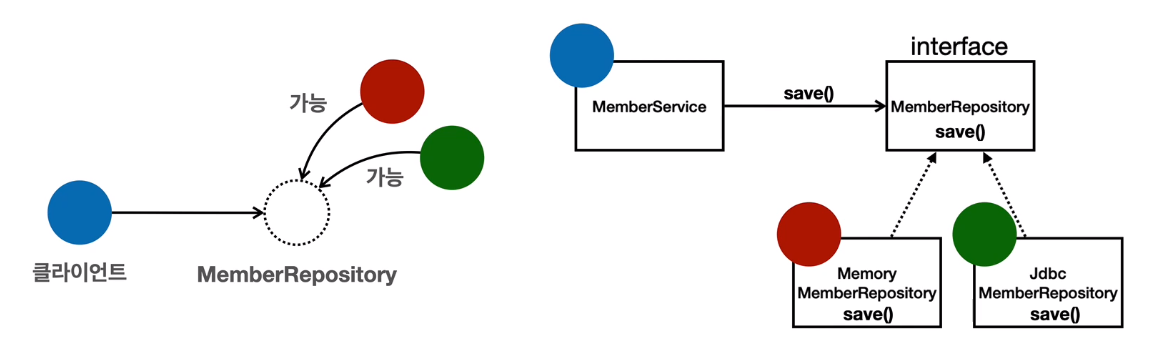 가능
가능
클라이언트
MemberRepository
interface
MemberService
save()
MemberRepository
save()
Memory
MemberRepository
save()
Jdbc
MemberRepository
save()